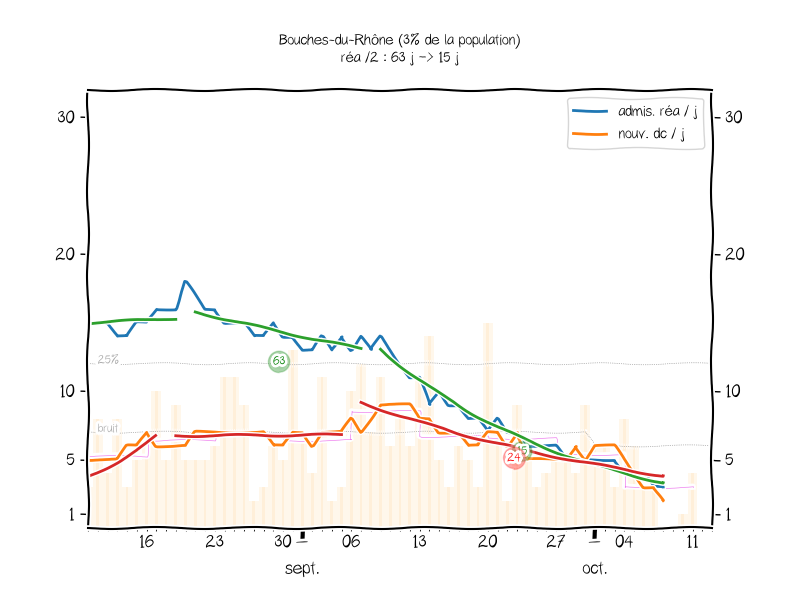 Bouches-du-Rhône (3% de la population)
réa /2 : 63 j -> 15 j
admis. réa / j
nouv. dc / j
30
30
20
20
25%
63
10
10
bruit
15
24
5
5
1
1
16 23 30 06 13 20 27 04 11
sept. oct.